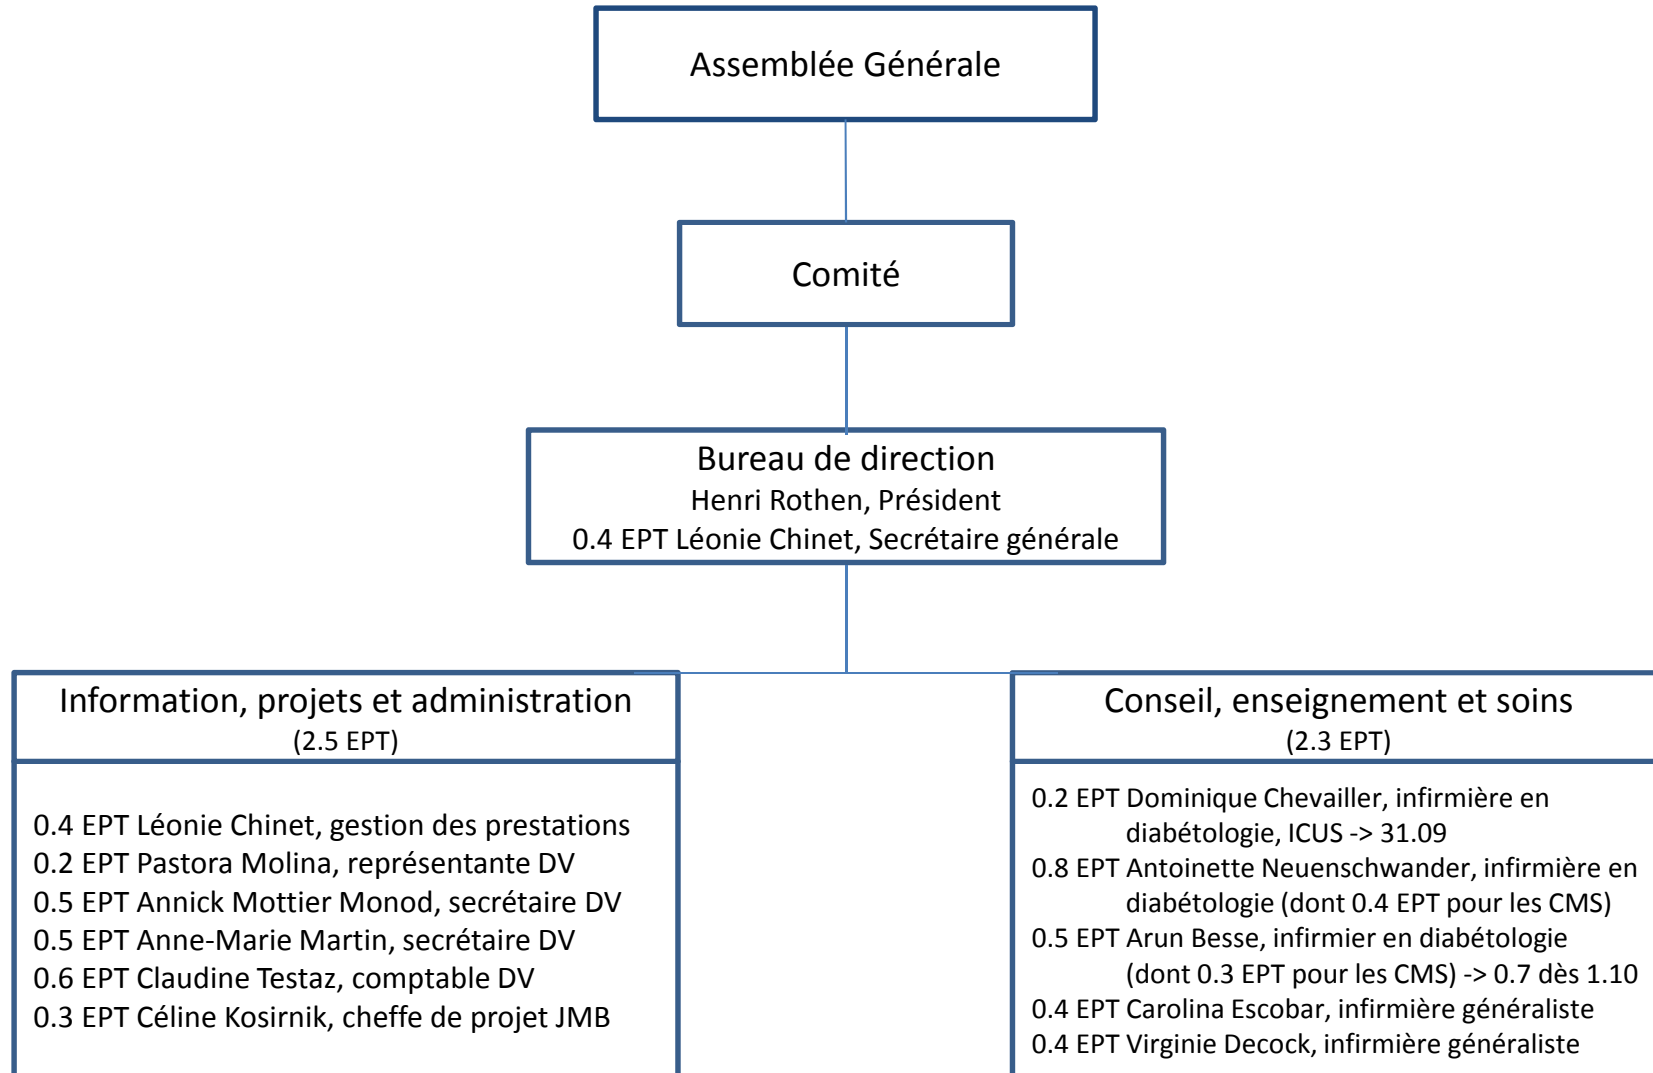 Assemblée Générale
Comité
Bureau de direction
Henri Rothen, Président
0.4 EPT Léonie Chinet, Secrétaire générale
Information, projets et administration
(2.5 EPT)
0.4 EPT Léonie Chinet, gestion des prestations
0.2 EPT Pastora Molina, représentante DV
0.5 EPT Annick Mottier Monod, secrétaire DV
0.5 EPT Anne-Marie Martin, secrétaire DV
0.6 EPT Claudine Testaz, comptable DV
0.3 EPT Céline Kosirnik, cheffe de projet JMB
Conseil, enseignement et soins
(2.3 EPT)
0.2 EPT Dominique Chevailler, infirmière en
diabétologie, ICUS -> 31.09
0.8 EPT Antoinette Neuenschwander, infirmière en
diabétologie (dont 0.4 EPT pour les CMS)
0.5 EPT Arun Besse, infirmier en diabétologie
(dont 0.3 EPT pour les CMS) -> 0.7 dès 1.10
0.4 EPT Carolina Escobar, infirmière généraliste
0.4 EPT Virginie Decock, infirmière généraliste